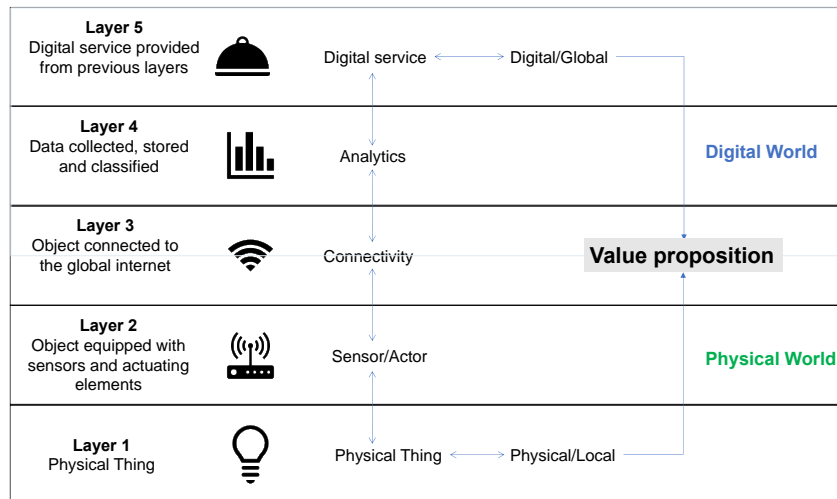 Layer 5
Digital service provided
from previous layers
Digital service
Digital/Global
Layer 4
Data collected, stored
and classified
Analytics
Digital World
Layer 3
Object connected to
the global internet
Connectivity
Value proposition
Layer 2
Object equipped with
sensors and actuating
elements
Sensor/Actor
Physical World
Layer 1
Physical Thing
Physical Thing
Physical/Local